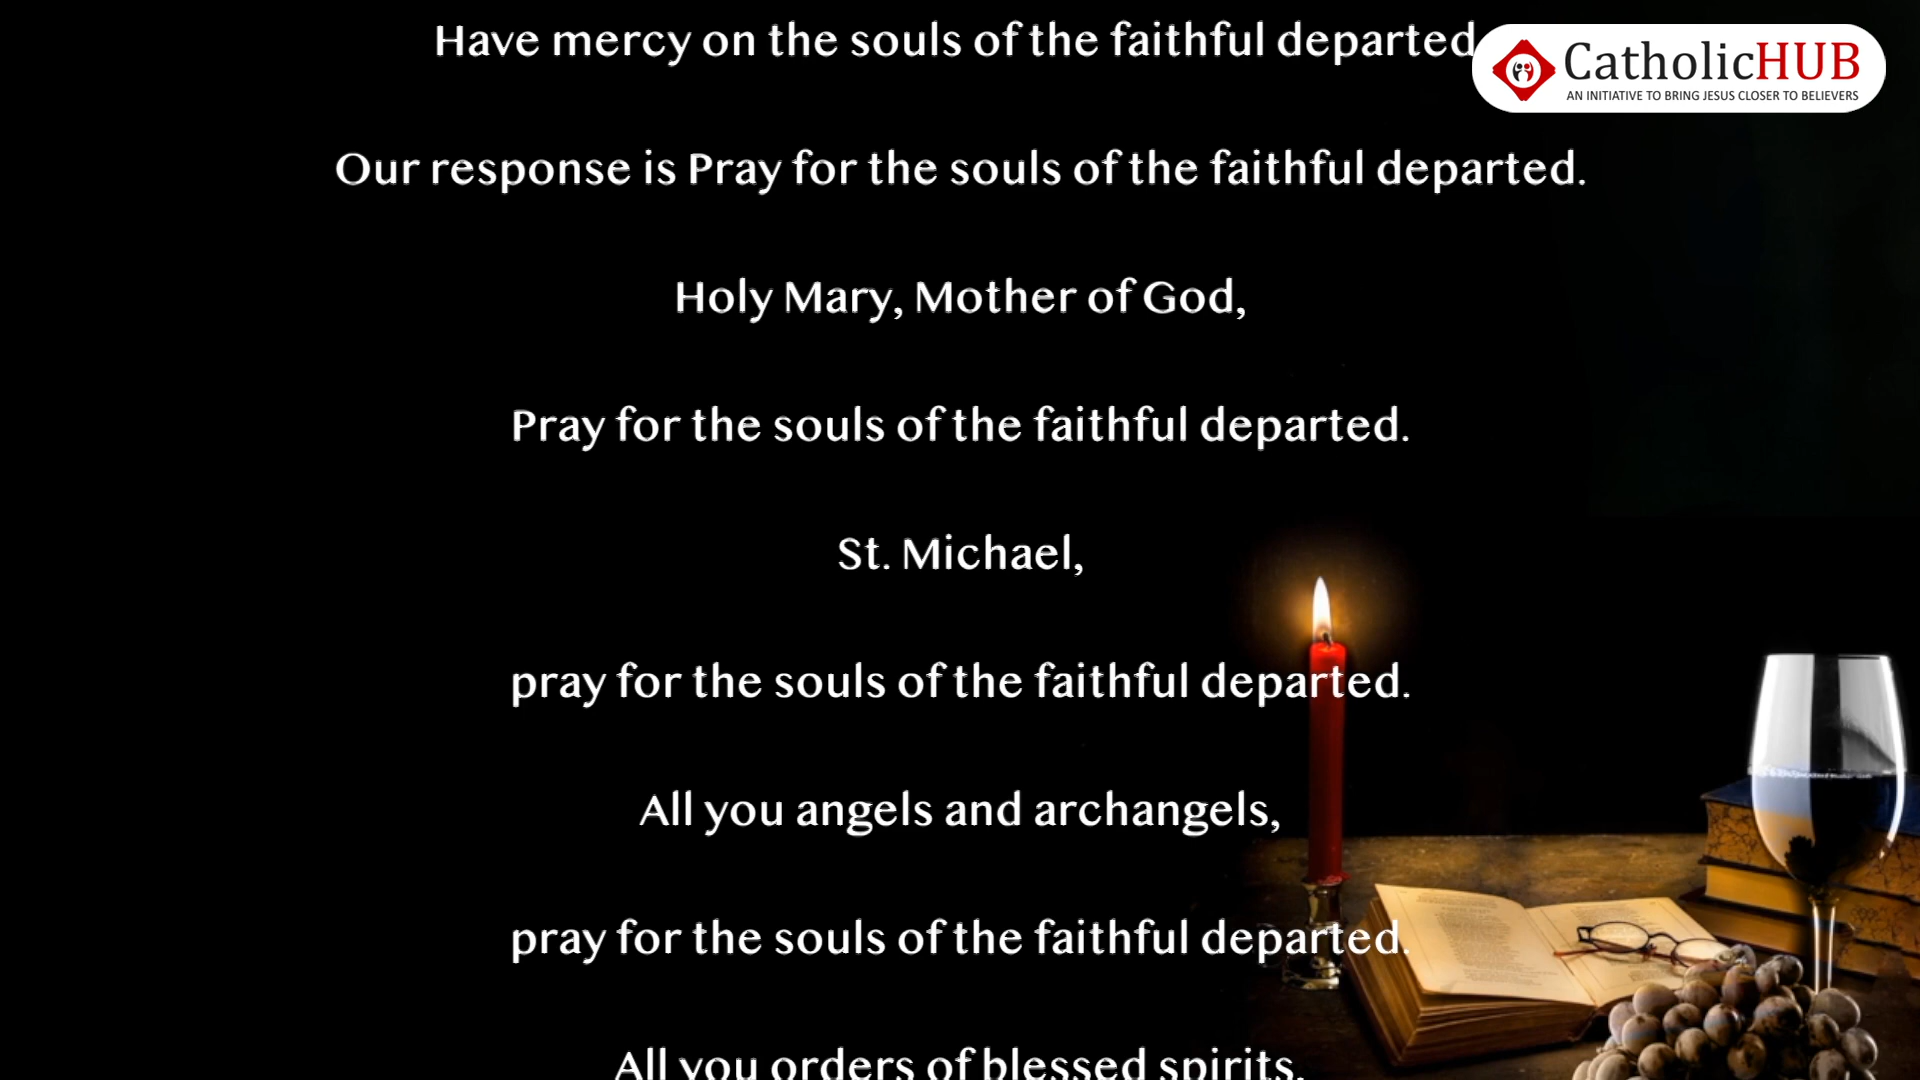 Have mercy on the souls of the faithful departed
CatholicHUB
AN INITIATIVE TO BRING JESUS CLOSER TO BELIEVERS
Our response is Pray for the souls of the faithful departed.
Holy Mary, Mother of God,
Pray for the souls of the faithful departed.
St. Michael,
pray for the souls of the faithful departed.
All you angels and archangels,
pray for the souls of the faithful departed.
All you orders of blessed spirits,